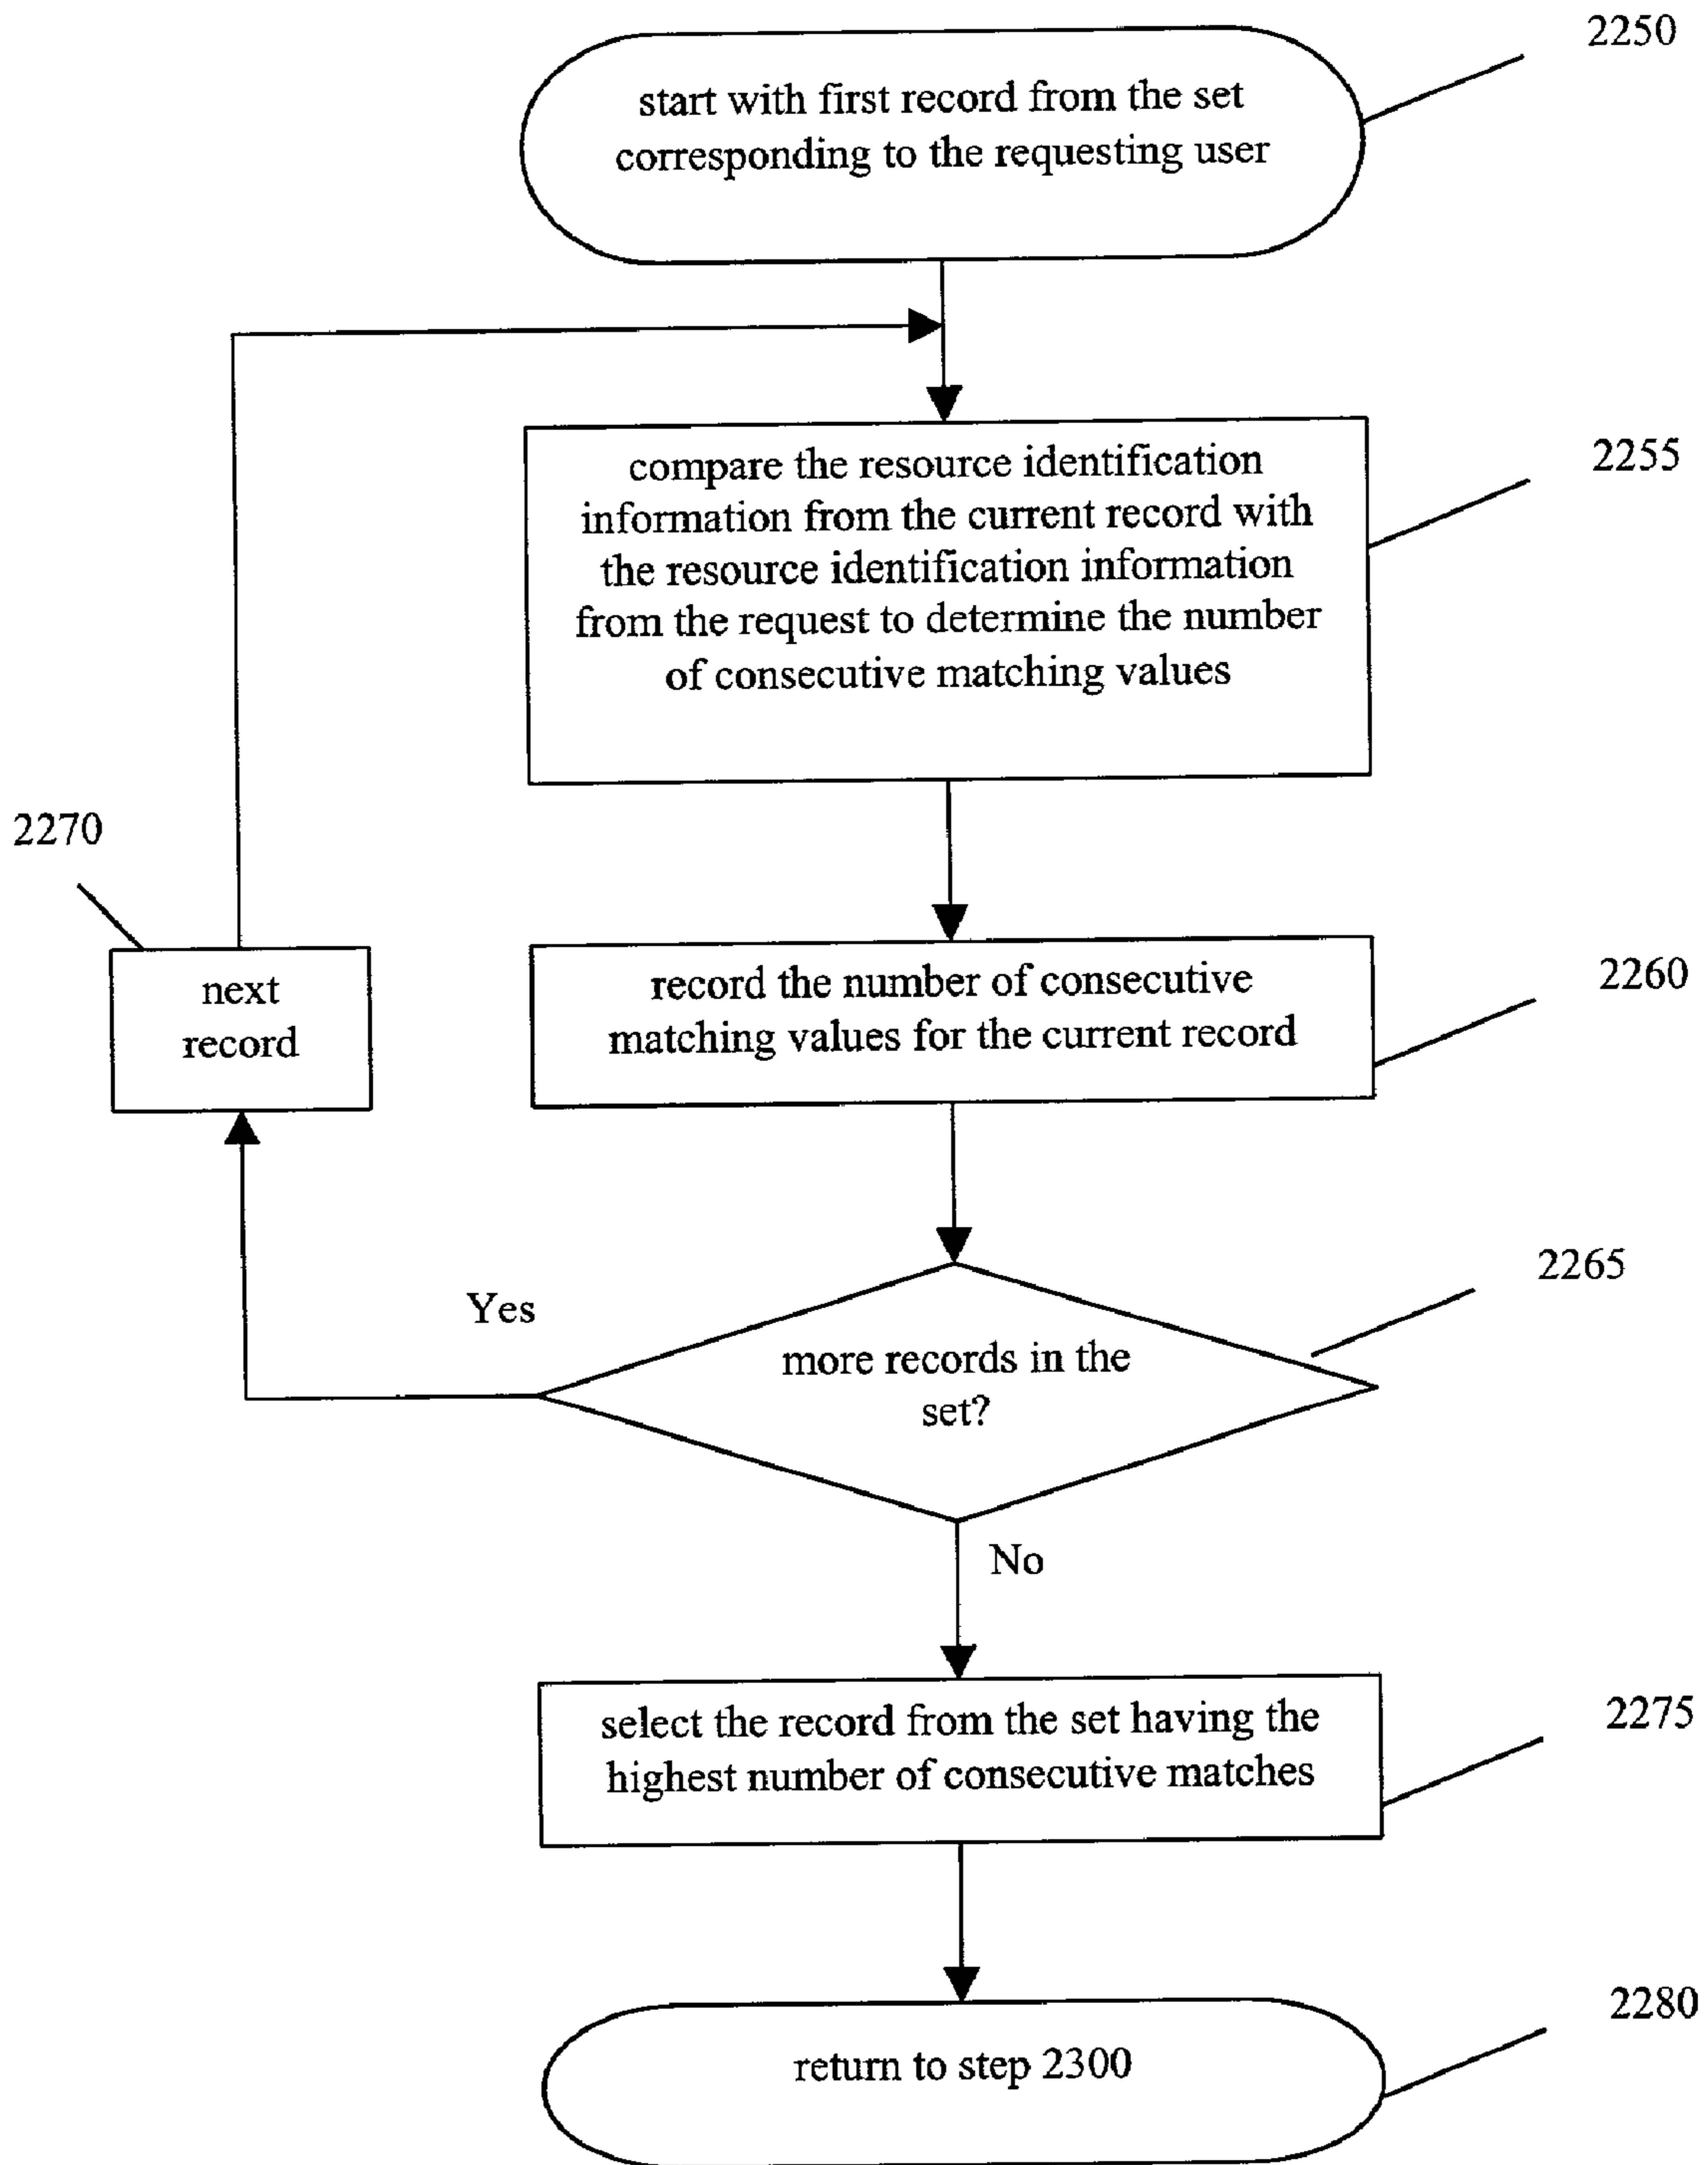 2250
start with first record from the set
corresponding to the requesting user
2255
compare the resource identification
information from the current record with
the resource identification information
from the request to determine the number
of consecutive matching values
2270
next
record
2260
record the number of consecutive
matching values for the current record
2265
Yes
more records in the
set?
No
2275
select the record from the set having the
highest number of consecutive matches
2280
return to step 2300